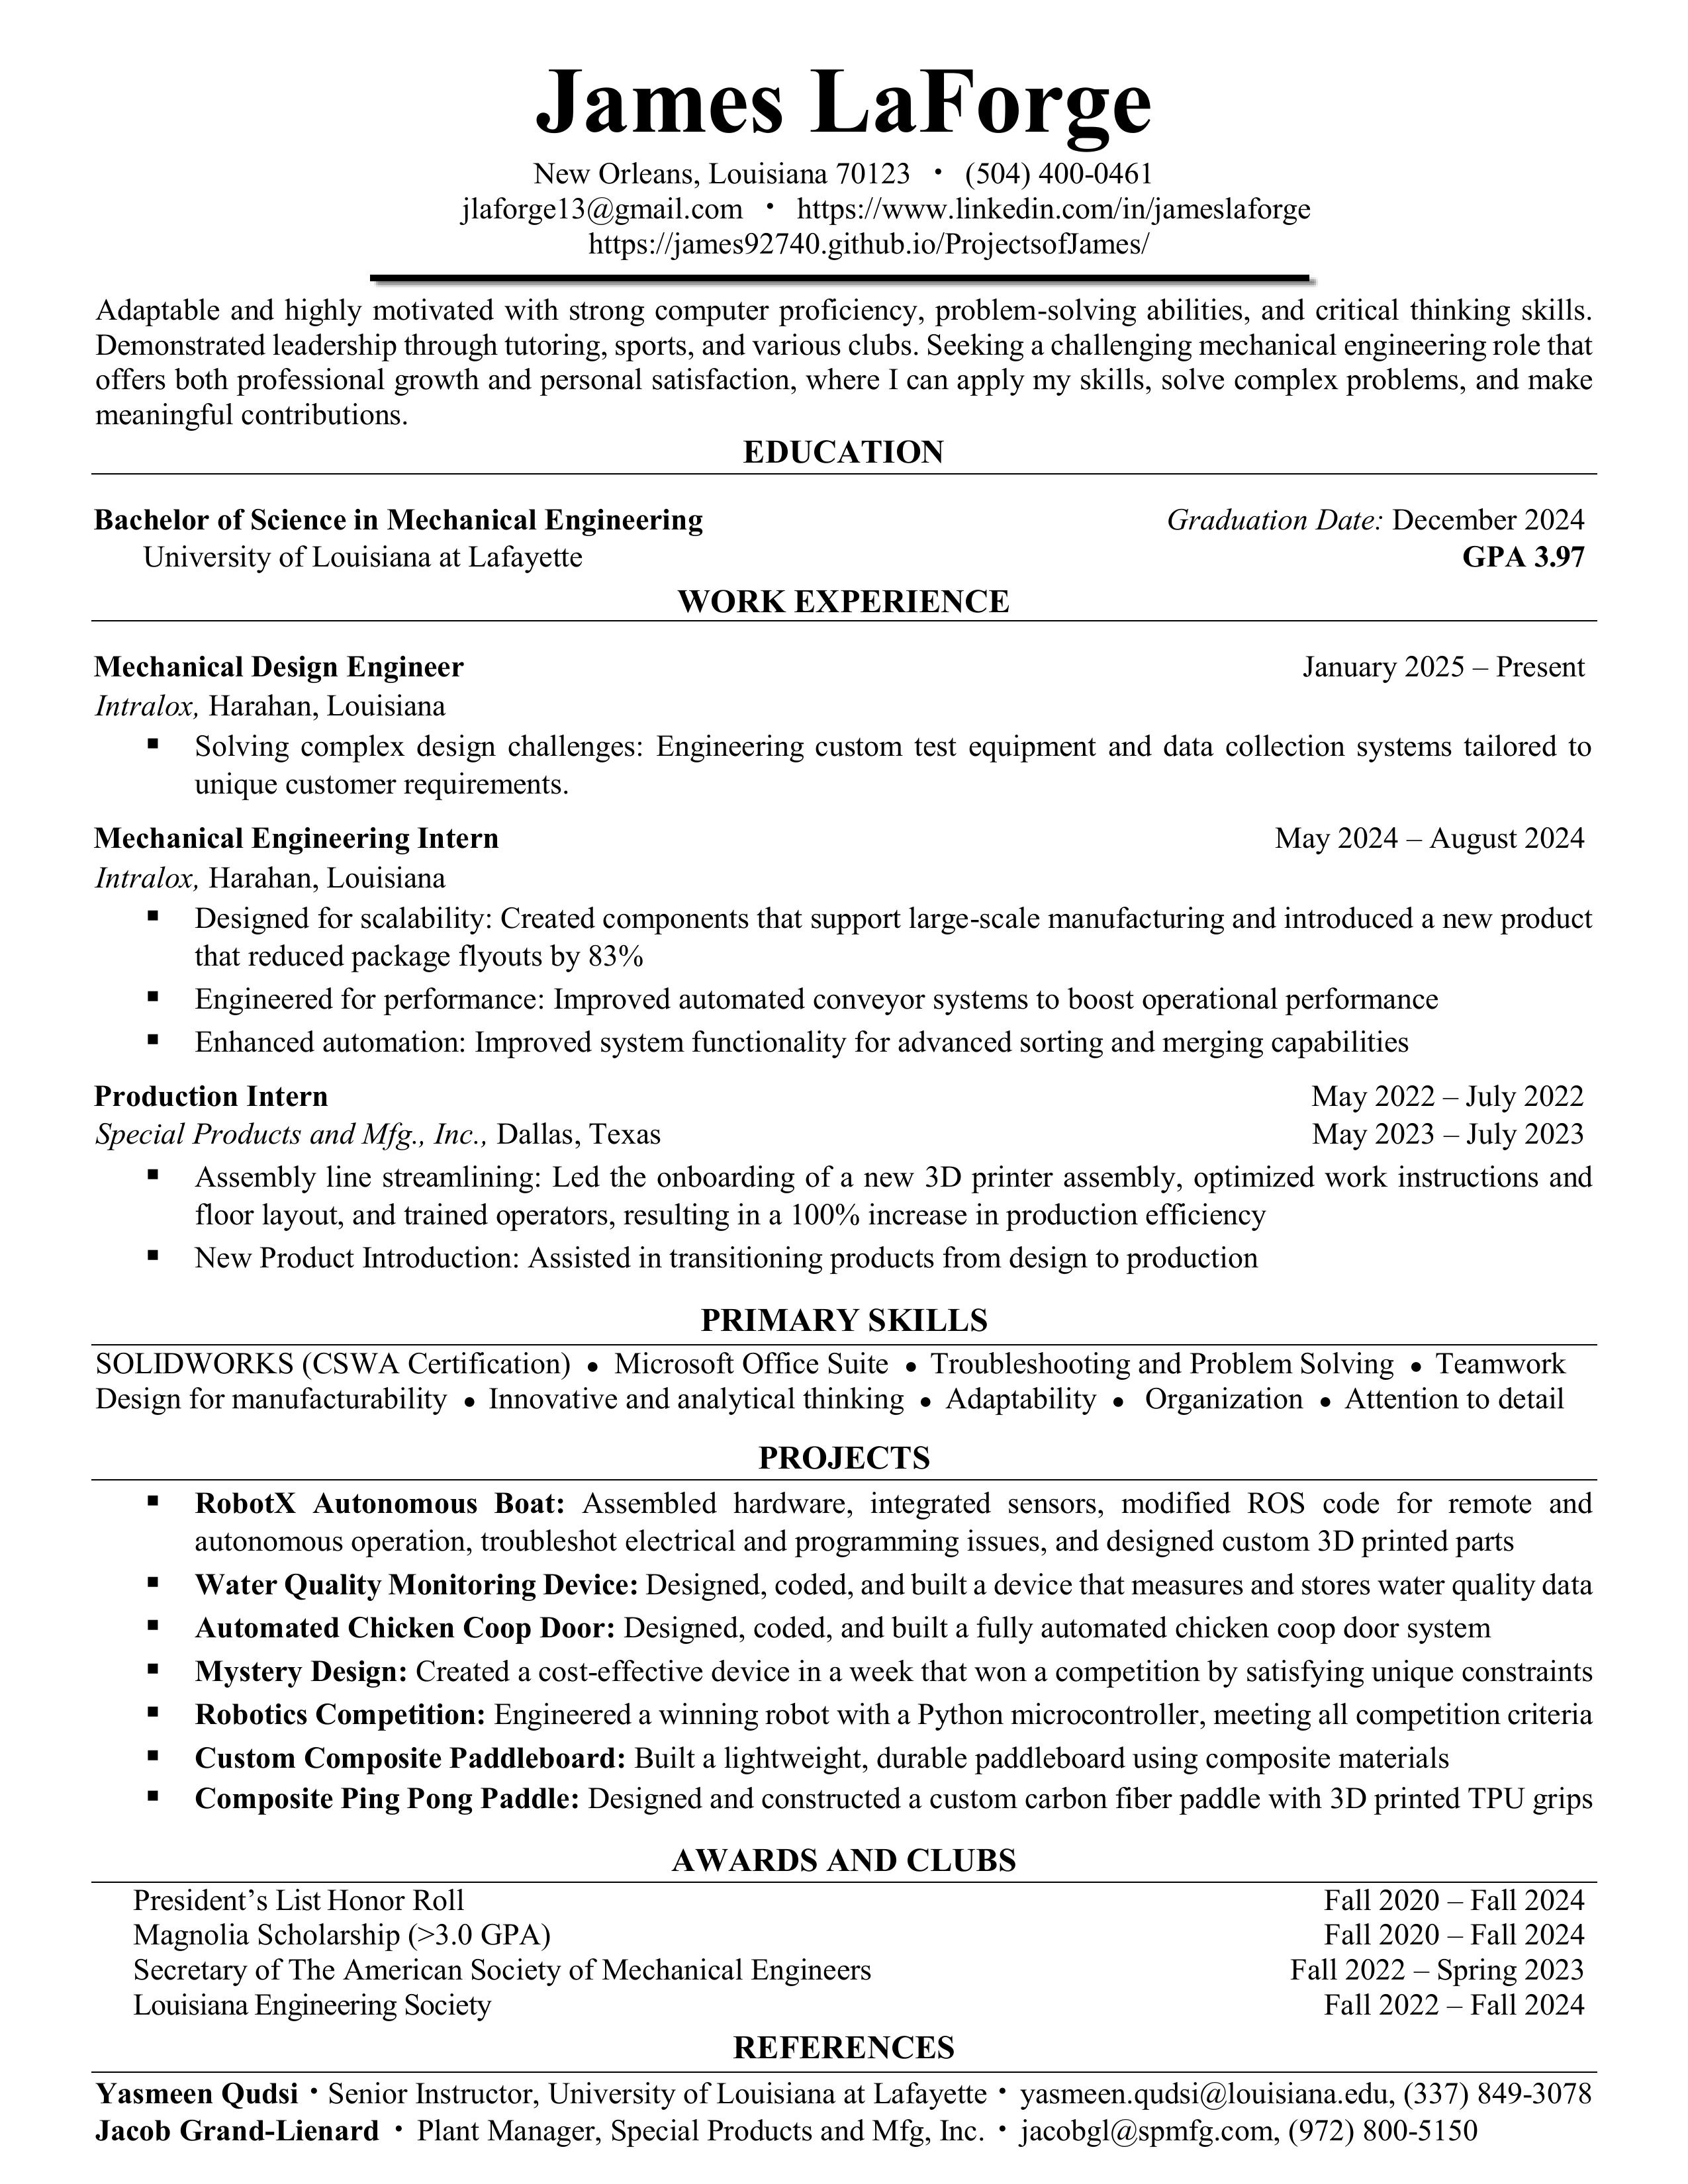 James LaForge
New Orleans, Louisiana 70123 • (504) 400-0461
jlaforge13@gmail.com • https://www.linkedin.com/in/jameslaforge
https://james92740.github.io/ProjectsofJames/
Adaptable and highly motivated with strong computer proficiency, problem-solving abilities, and critical thinking skills.
Demonstrated leadership through tutoring, sports, and various clubs. Seeking a challenging mechanical engineering role that
offers both professional growth and personal satisfaction, where I can apply my skills, solve complex problems, and make
meaningful contributions.
EDUCATION
Bachelor of Science in Mechanical Engineering Graduation Date: December 2024
University of Louisiana at Lafayette GPA 3.97
WORK EXPERIENCE
Mechanical Design Engineer January 2025 – Present
Intralox, Harahan, Louisiana
▪ Solving complex design challenges: Engineering custom test equipment and data collection systems tailored to
unique customer requirements.
Mechanical Engineering Intern May 2024 – August 2024
Intralox, Harahan, Louisiana
▪ Designed for scalability: Created components that support large-scale manufacturing and introduced a new product
that reduced package flyouts by 83%
▪ Engineered for performance: Improved automated conveyor systems to boost operational performance
▪ Enhanced automation: Improved system functionality for advanced sorting and merging capabilities
Production Intern May 2022 – July 2022
Special Products and Mfg., Inc., Dallas, Texas May 2023 – July 2023
▪ Assembly line streamlining: Led the onboarding of a new 3D printer assembly, optimized work instructions and
floor layout, and trained operators, resulting in a 100% increase in production efficiency
▪ New Product Introduction: Assisted in transitioning products from design to production
PRIMARY SKILLS
SOLIDWORKS (CSWA Certification) • Microsoft Office Suite • Troubleshooting and Problem Solving • Teamwork
Design for manufacturability • Innovative and analytical thinking • Adaptability • Organization • Attention to detail
PROJECTS
▪ RobotX Autonomous Boat: Assembled hardware, integrated sensors, modified ROS code for remote and
autonomous operation, troubleshot electrical and programming issues, and designed custom 3D printed parts
▪ Water Quality Monitoring Device: Designed, coded, and built a device that measures and stores water quality data
▪ Automated Chicken Coop Door: Designed, coded, and built a fully automated chicken coop door system
▪ Mystery Design: Created a cost-effective device in a week that won a competition by satisfying unique constraints
▪ Robotics Competition: Engineered a winning robot with a Python microcontroller, meeting all competition criteria
▪ Custom Composite Paddleboard: Built a lightweight, durable paddleboard using composite materials
▪ Composite Ping Pong Paddle: Designed and constructed a custom carbon fiber paddle with 3D printed TPU grips
AWARDS AND CLUBS
President’s List Honor Roll Fall 2020 – Fall 2024
Magnolia Scholarship (>3.0 GPA) Fall 2020 – Fall 2024
Secretary of The American Society of Mechanical Engineers Fall 2022 – Spring 2023
Louisiana Engineering Society Fall 2022 – Fall 2024
REFERENCES
Yasmeen Qudsi • Senior Instructor, University of Louisiana at Lafayette • yasmeen.qudsi@louisiana.edu, (337) 849-3078
Jacob Grand-Lienard • Plant Manager, Special Products and Mfg, Inc. • jacobgl@spmfg.com, (972) 800-5150